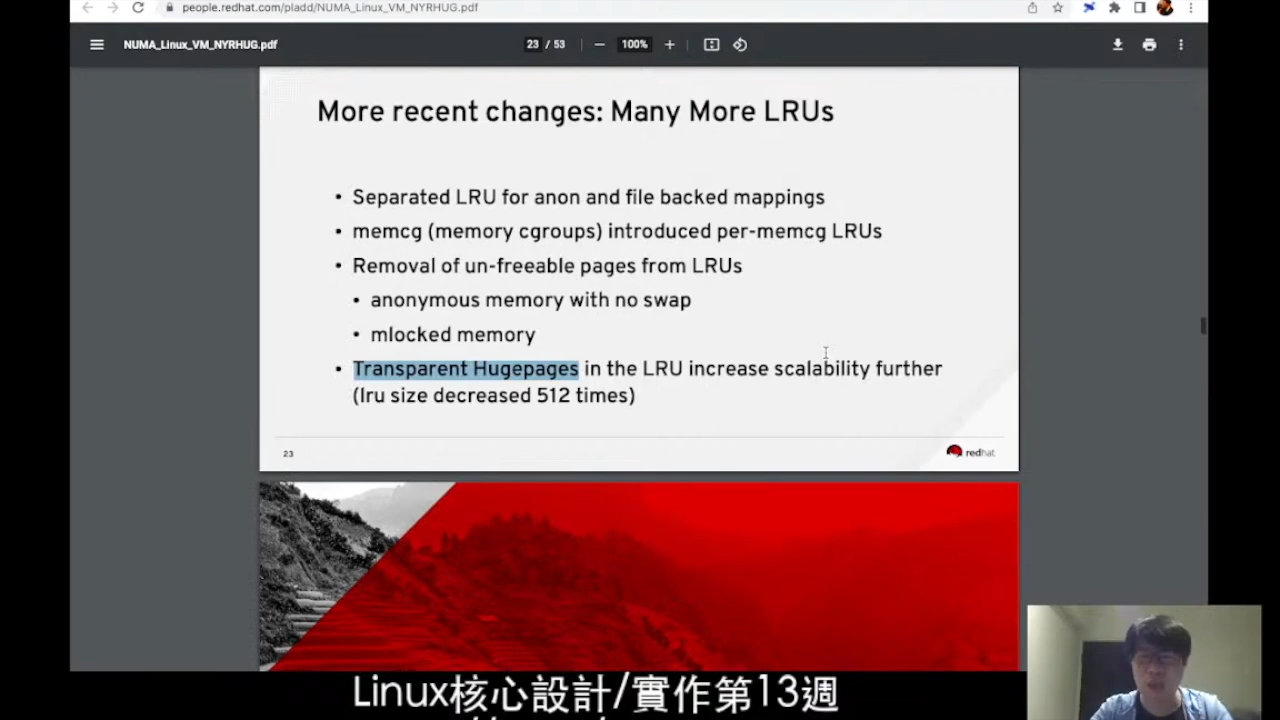 people.redhat.com/pladd/NUMA_Linux_VM_NYRHUG.pdf
NUMA_Linux_VM_NYRHUG.pdf
23 / 53
100%
More recent changes: Many More LRUs
• Separated LRU for anon and file backed mappings
• memcg (memory cgroups) introduced per-memcg LRUs
• Removal of un-freeable pages from LRUs
• anonymous memory with no swap
• mlocked memory
• Transparent Hugepages in the LRU increase scalability further
(lru size decreased 512 times)
23
redhat
Linux核心設計/實作第13週